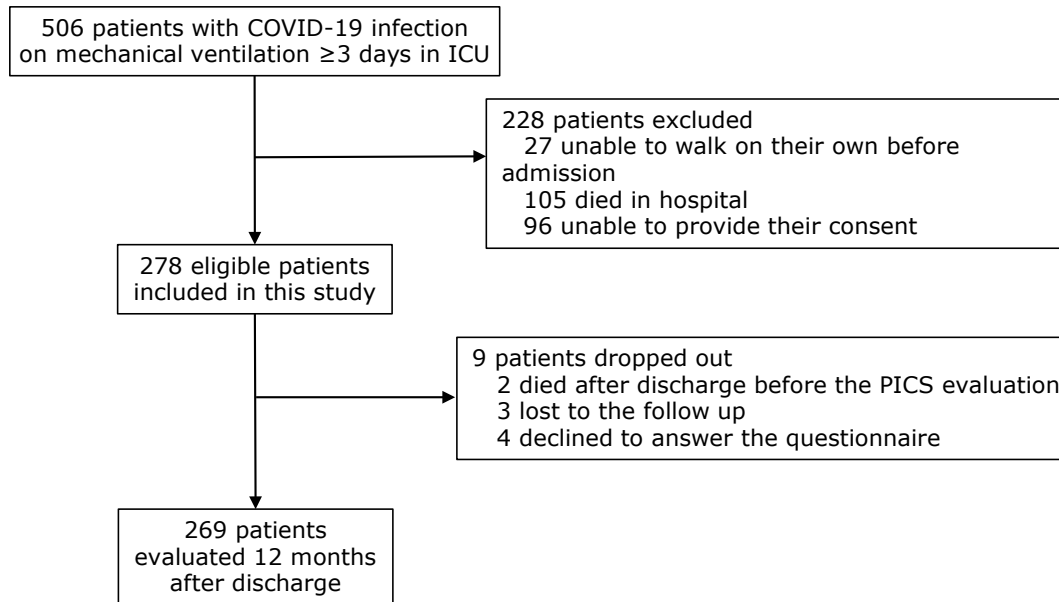 506 patients with COVID-19 infection
on mechanical ventilation ≥3 days in ICU
228 patients excluded
27 unable to walk on their own before
admission
105 died in hospital
96 unable to provide their consent
278 eligible patients
included in this study
9 patients dropped out
2 died after discharge before the PICS evaluation
3 lost to the follow up
4 declined to answer the questionnaire
269 patients
evaluated 12 months
after discharge